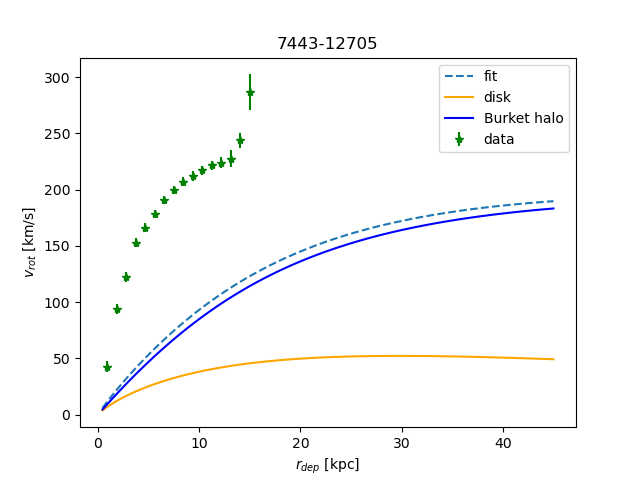 7443-12705
300
250
200
150
100
50
0
v_rot [km/s]
fit
disk
Burket halo
data
0 10 20 30 40
r_dep [kpc]